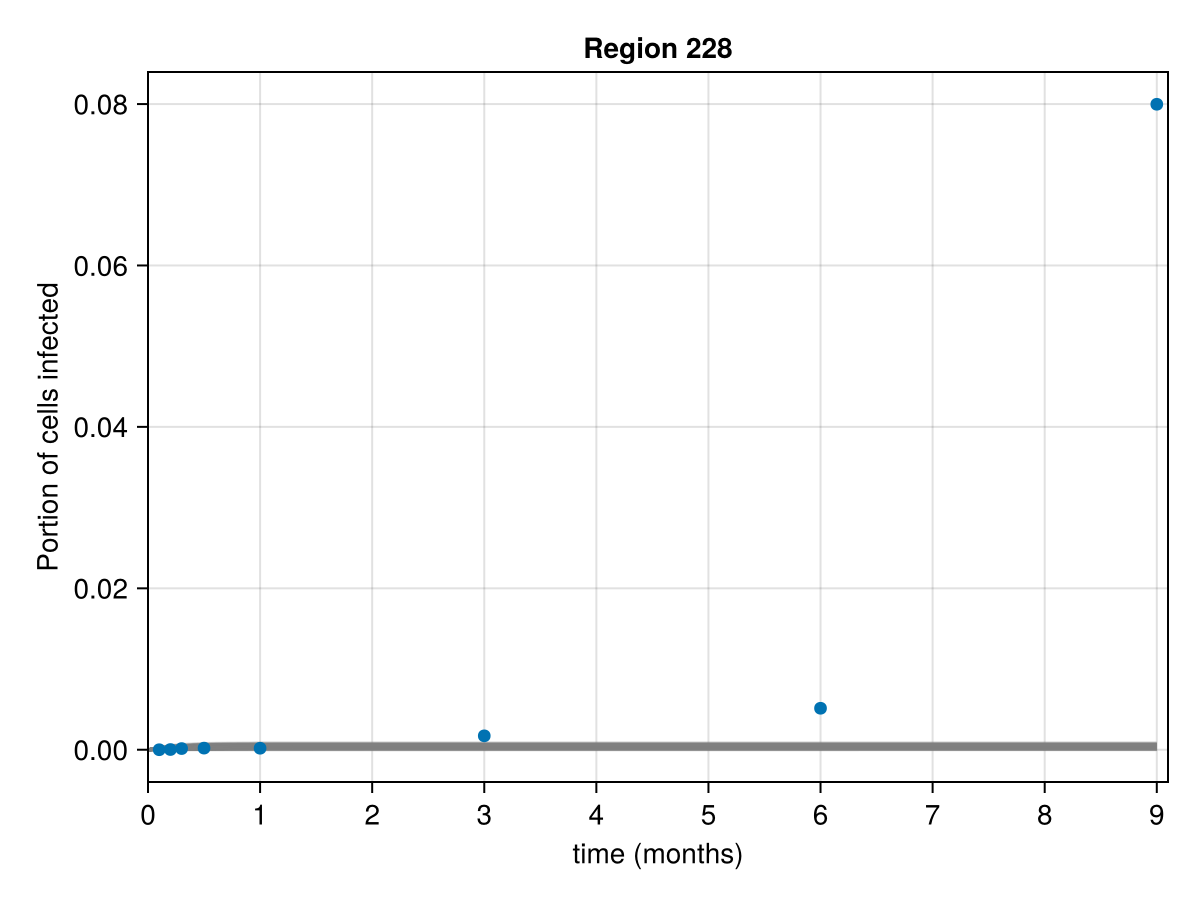 Region 228
Portion of cells infected
0.08
0.06
0.04
0.02
0.00
0 1 2 3 4 5 6 7 8 9
time (months)